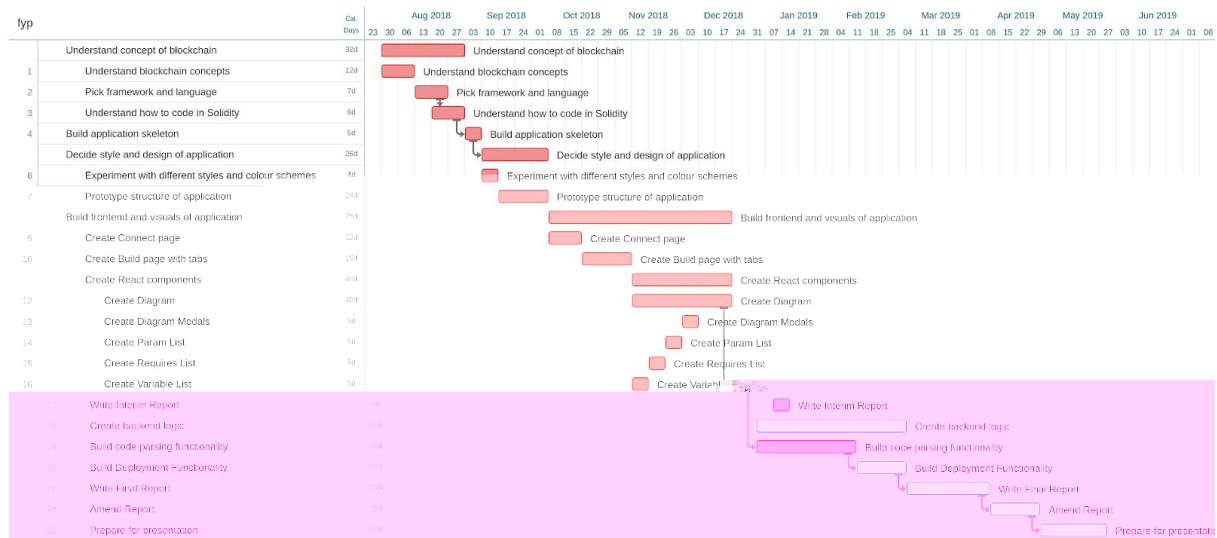 fyp
Cal. Days
Aug 2018 Sep 2018 Oct 2018 Nov 2018 Dec 2018 Jan 2019 Feb 2019 Mar 2019 Apr 2019 May 2019 Jun 2019
23 30 06 13 20 27 03 10 17 24 01 08 15 22 29 05 12 19 26 03 10 17 24 31 07 14 21 28 04 11 18 25 04 11 18 25 01 08 15 22 29 06 13 20 27 03 10 17 24 01 08
Understand concept of blockchain 32d Understand concept of blockchain
1 Understand blockchain concepts 12d Understand blockchain concepts
2 Pick framework and language 7d Pick framework and language
3 Understand how to code in Solidity 6d Understand how to code in Solidity
4 Build application skeleton 5d Build application skeleton
Decide style and design of application 26d Decide style and design of application
6 Experiment with different styles and colour schemes 4d Experiment with different styles and colour schemes
7 Prototype structure of application 19d Prototype structure of application
Build frontend and visuals of application Build frontend and visuals of application
9 Create Connect page 12d Create Connect page
10 Create Build page with tabs 19d Create Build page with tabs
Create React components 40d Create React components
12 Create Diagram 40d Create Diagram
13 Create Diagram Modals 5d Create Diagram Modals
14 Create Param List 5d Create Param List
15 Create Requires List 5d Create Requires List
16 Create Variable List 5d Create
Write Interim Report Write Interim Report
Create backend logic Create backend logic
Build code parsing functionality Build code parsing functionality
Build Deployment Functionality Build Deployment Functionality
Write Final Report Write Final Report
Amend Report Amend Report
Prepare for presentation Prepare for